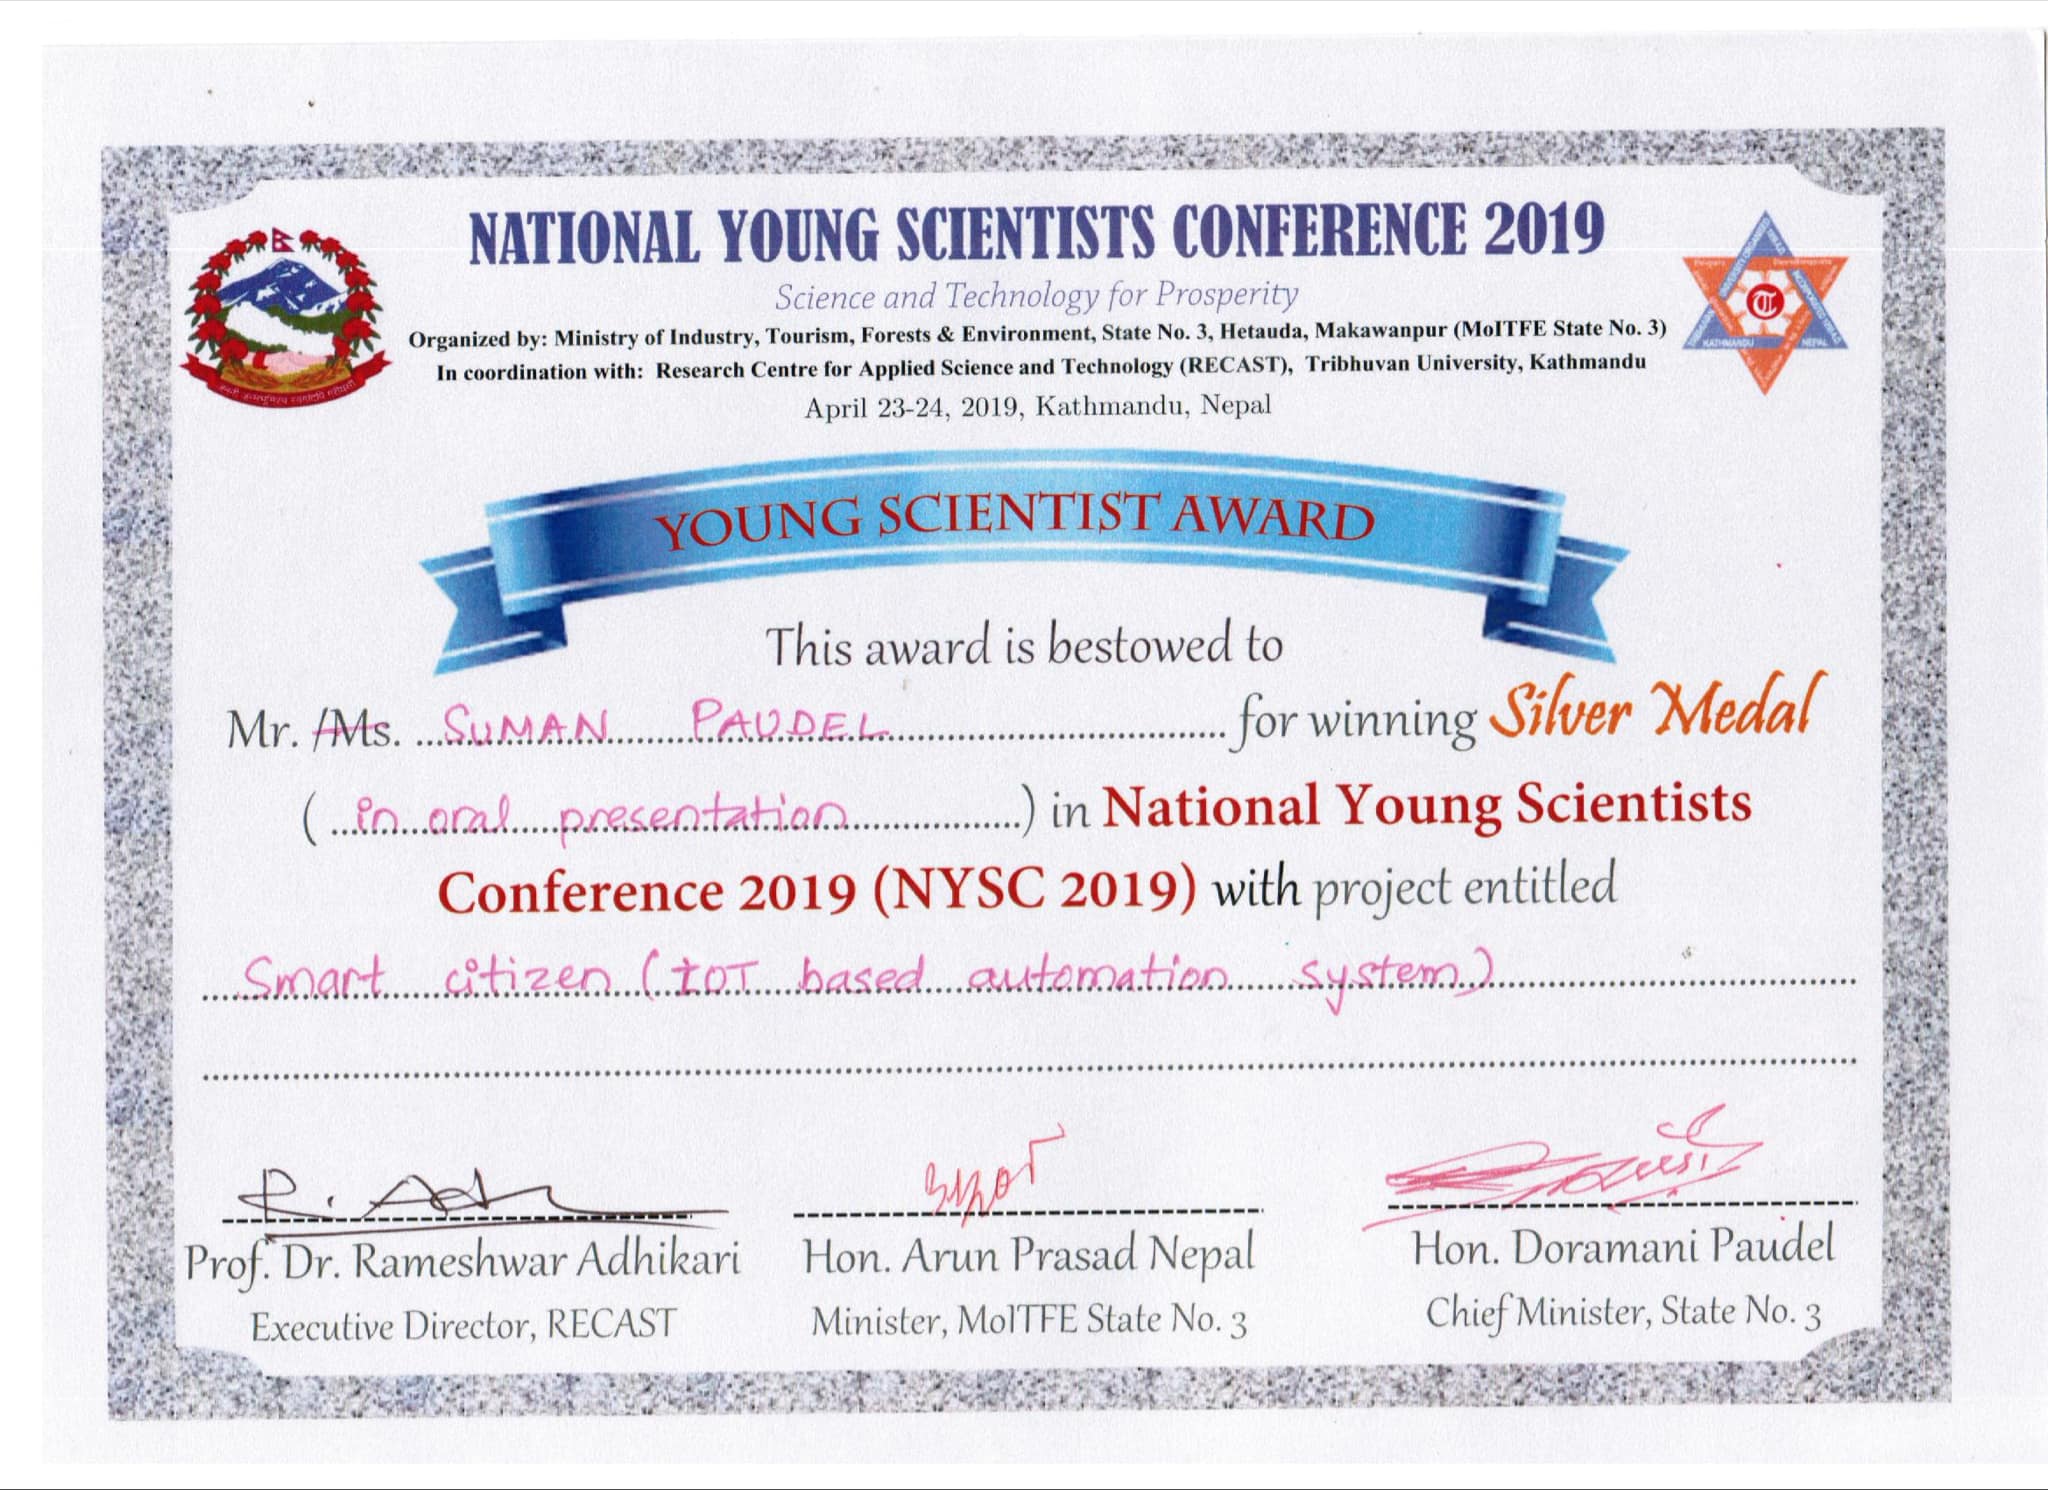 NATIONAL YOUNG SCIENTISTS CONFERENCE 2019
Science and Technology for Prosperity
Organized by: Ministry of Industry, Tourism, Forests & Environment, State No. 3, Hetauda, Makawanpur (MoITFE State No. 3)
In coordination with: Research Centre for Applied Science and Technology (RECAST), Tribhuvan University, Kathmandu
April 23-24, 2019, Kathmandu, Nepal
KATHMANDU NEPAL
YOUNG SCIENTIST AWARD
This award is bestowed to
Mr. /Ms. SUMAN PAUDEL for winning Silver Medal
( in oral presentation ) in National Young Scientists
Conference 2019 (NYSC 2019) with project entitled
Smart citizen (IOT based automation system)
Prof. Dr. Rameshwar Adhikari
Executive Director, RECAST
Hon. Arun Prasad Nepal
Minister, MoITFE State No. 3
Hon. Doramani Paudel
Chief Minister, State No. 3